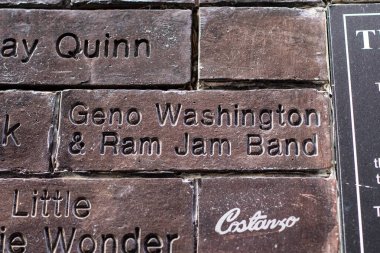 ay Quinn
Geno Washington
& Ram Jam Band
k
Little
ie Wonder
Costanzo
T